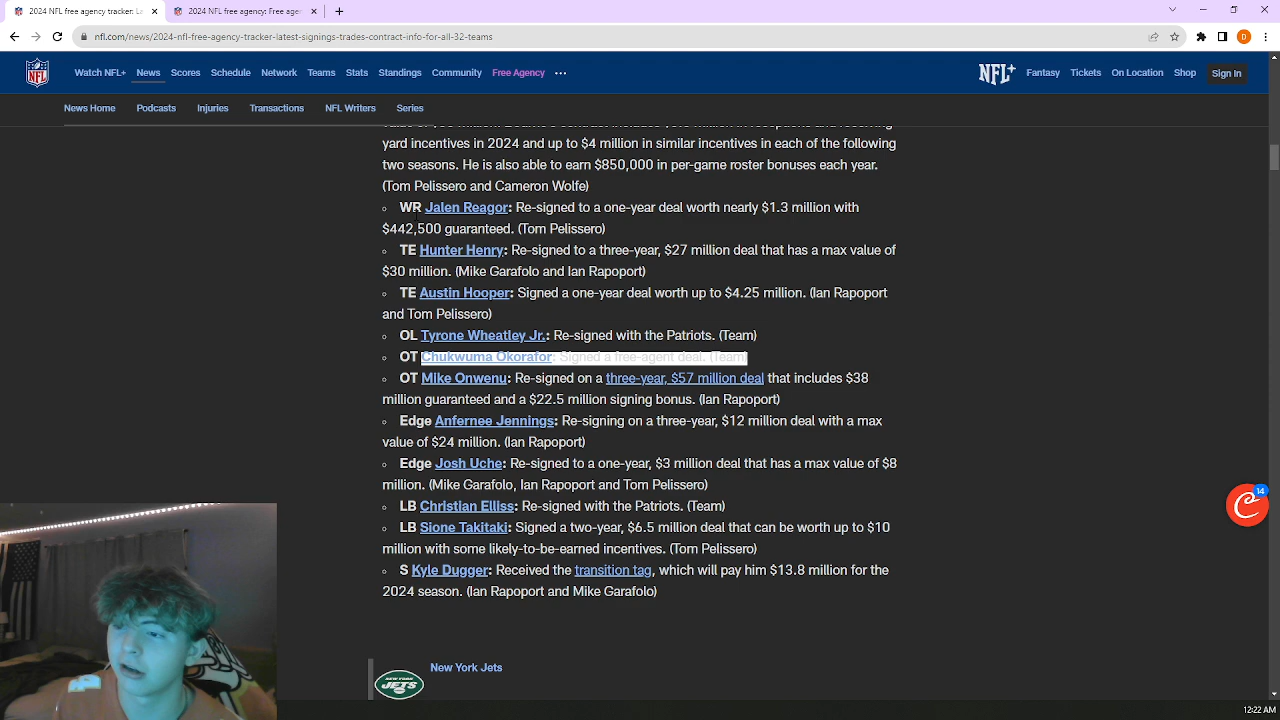 2024 NFL free agency tracker: La
2024 NFL free agency: Free age
nfl.com/news/2024-nfl-free-agency-tracker-latest-signings-trades-contract-info-for-all-32-teams
D
NFL
Watch NFL+ News Scores Schedule Network Teams Stats Standings Community Free Agency
NFL+ Fantasy Tickets On Location Shop Sign In
News Home Podcasts Injuries Transactions NFL Writers Series
yard incentives in 2024 and up to $4 million in similar incentives in each of the following
two seasons. He is also able to earn $850,000 in per-game roster bonuses each year.
(Tom Pelissero and Cameron Wolfe)
WR Jalen Reagor: Re-signed to a one-year deal worth nearly $1.3 million with
$442,500 guaranteed. (Tom Pelissero)
TE Hunter Henry: Re-signed to a three-year, $27 million deal that has a max value of
$30 million. (Mike Garafolo and Ian Rapoport)
TE Austin Hooper: Signed a one-year deal worth up to $4.25 million. (Ian Rapoport
and Tom Pelissero)
OL Tyrone Wheatley Jr.: Re-signed with the Patriots. (Team)
OT Chukwuma Okorafor: Signed a free-agent deal. (Team)
OT Mike Onwenu: Re-signed on a three-year, $57 million deal that includes $38
million guaranteed and a $22.5 million signing bonus. (Ian Rapoport)
Edge Anfernee Jennings: Re-signing on a three-year, $12 million deal with a max
value of $24 million. (Ian Rapoport)
Edge Josh Uche: Re-signed to a one-year, $3 million deal that has a max value of $8
million. (Mike Garafolo, Ian Rapoport and Tom Pelissero)
LB Christian Elliss: Re-signed with the Patriots. (Team)
LB Sione Takitaki: Signed a two-year, $6.5 million deal that can be worth up to $10
million with some likely-to-be-earned incentives. (Tom Pelissero)
S Kyle Dugger: Received the transition tag, which will pay him $13.8 million for the
2024 season. (Ian Rapoport and Mike Garafolo)
JETS
New York Jets
14
12:22 AM